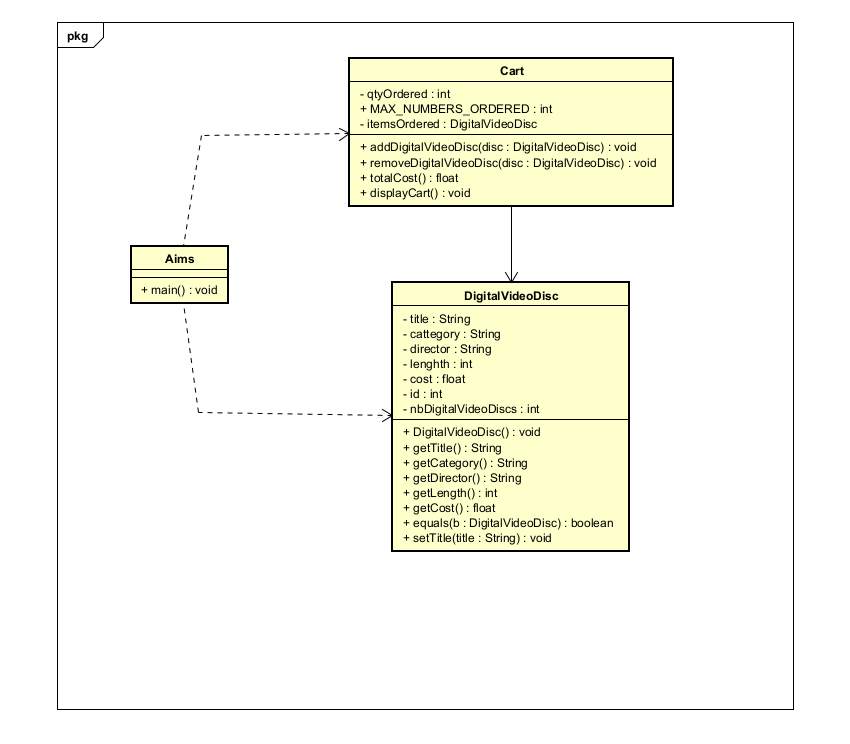 pkg
Cart
- qtyOrdered : int
+ MAX_NUMBERS_ORDERED : int
- itemsOrdered : DigitalVideoDisc
+ addDigitalVideoDisc(disc : DigitalVideoDisc) : void
+ removeDigitalVideoDisc(disc : DigitalVideoDisc) : void
+ totalCost() : float
+ displayCart() : void
Aims
+ main() : void
DigitalVideoDisc
- title : String
- cattegory : String
- director : String
- lenghth : int
- cost : float
- id : int
- nbDigitalVideoDiscs : int
+ DigitalVideoDisc() : void
+ getTitle() : String
+ getCategory() : String
+ getDirector() : String
+ getLength() : int
+ getCost() : float
+ equals(b : DigitalVideoDisc) : boolean
+ setTitle(title : String) : void